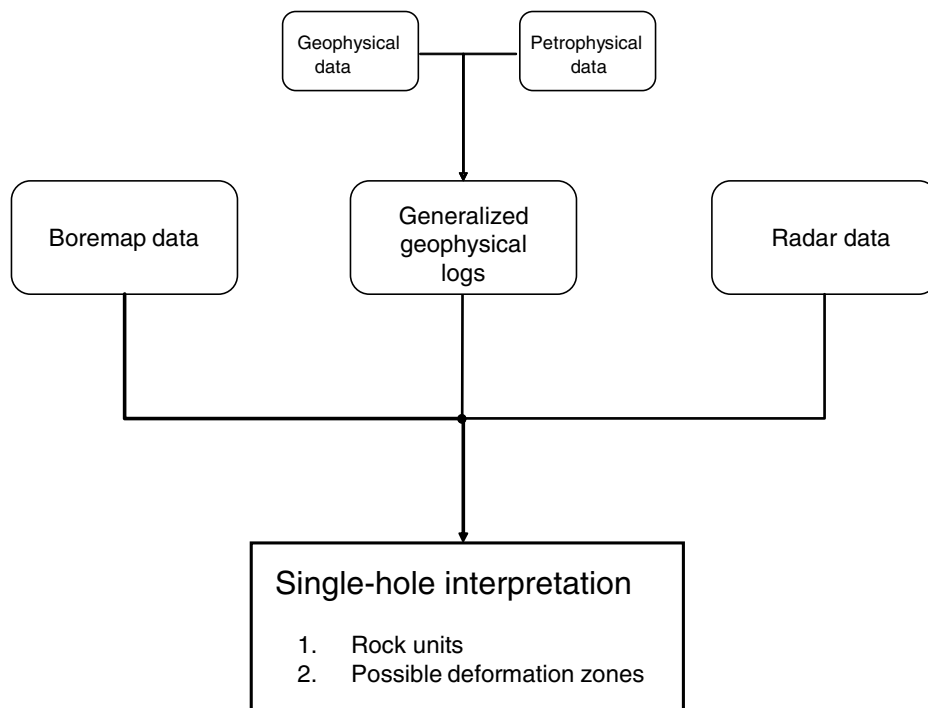 Geophysical
data
Petrophysical
data
Boremap data
Generalized
geophysical
logs
Radar data
Single-hole interpretation
1. Rock units
2. Possible deformation zones